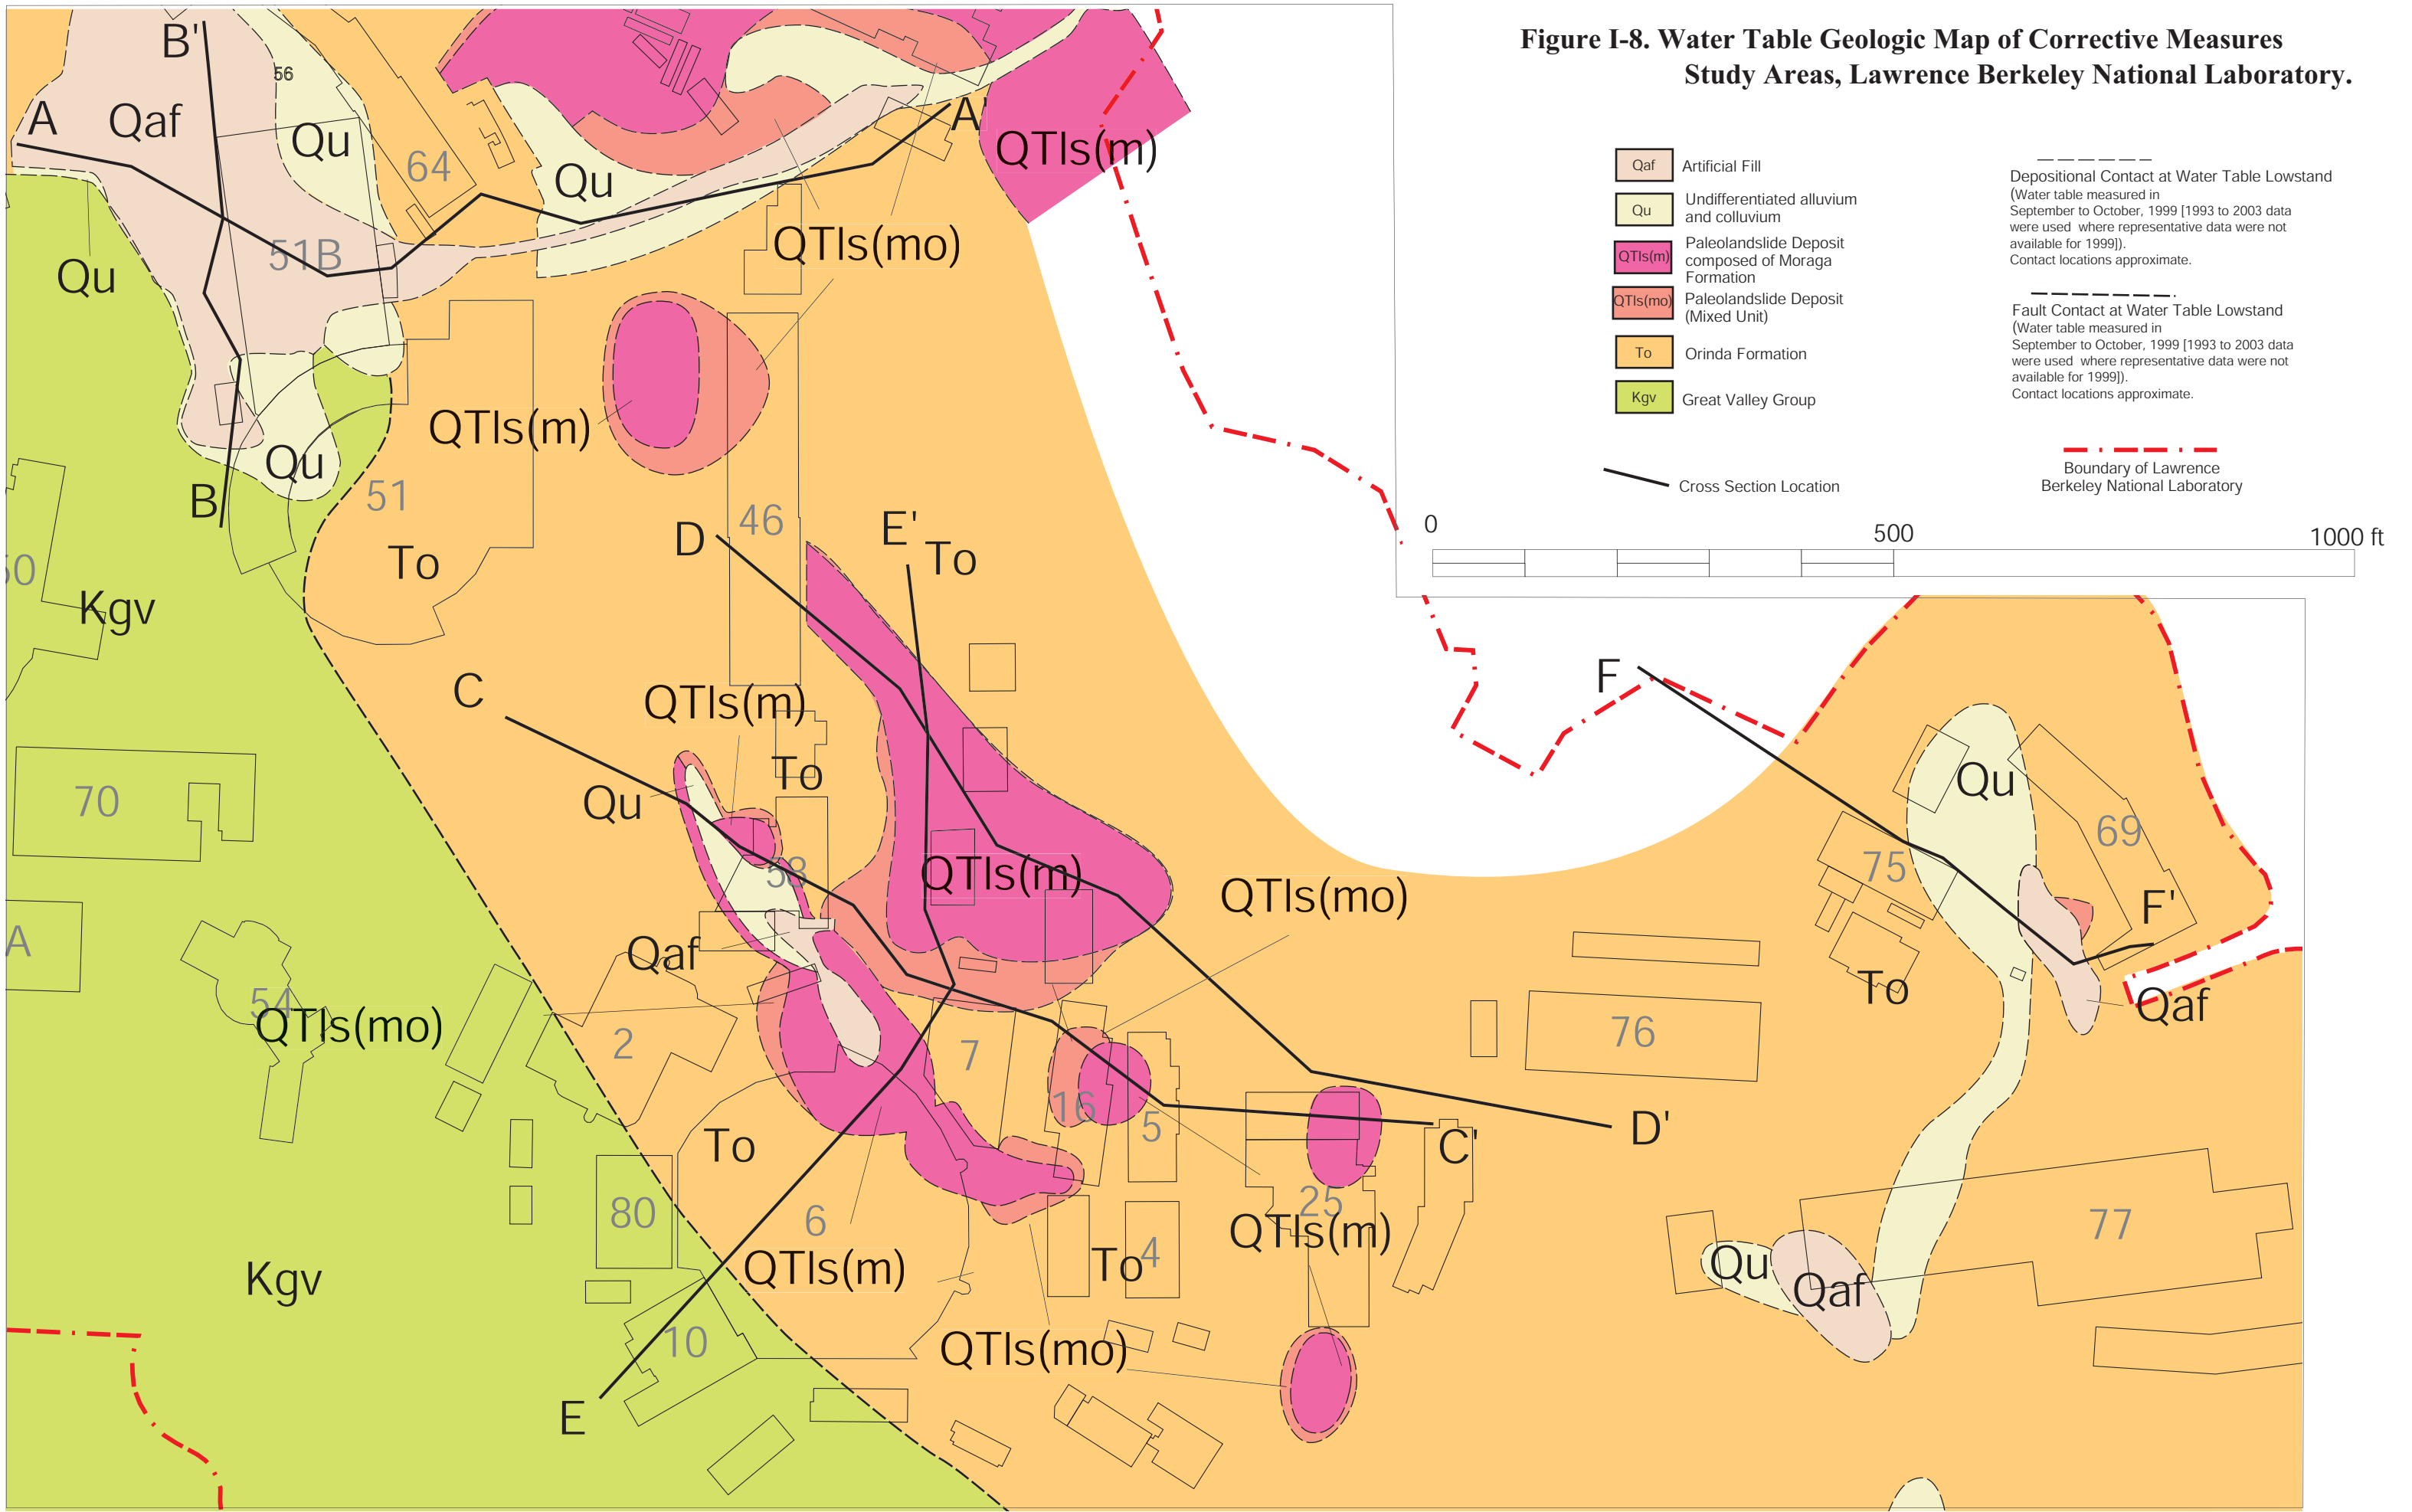 Figure I-8. Water Table Geologic Map of Corrective Measures
Study Areas, Lawrence Berkeley National Laboratory.
Qaf Artificial Fill
Qu Undifferentiated alluvium
and colluvium
QTls(m) Paleolandslide Deposit
composed of Moraga
Formation
QTls(mo) Paleolandslide Deposit
(Mixed Unit)
To Orinda Formation
Kgv Great Valley Group
Cross Section Location
Depositional Contact at Water Table Lowstand
(Water table measured in
September to October, 1999 [1993 to 2003 data
were used where representative data were not
available for 1999]).
Contact locations approximate.
Fault Contact at Water Table Lowstand
(Water table measured in
September to October, 1999 [1993 to 2003 data
were used where representative data were not
available for 1999]).
Contact locations approximate.
Boundary of Lawrence
Berkeley National Laboratory
0 500 1000 ft
B'
56
A Qaf Qu 64 A' QTls(m)
Qu
51B QTls(mo)
Qu
QTls(m)
Qu
B 51 46
D E' To
To
50
Kgv
C QTls(m) F
To
Qu
70
Qu
69
58 QTls(m) 75
QTls(mo) F'
A Qaf
To Qaf
54
QTls(mo) 2 7 76
16 5
To D'
C'
80 6 25
QTls(m)
77
Kgv QTls(m) To 4 Qu Qaf
10 QTls(mo)
E